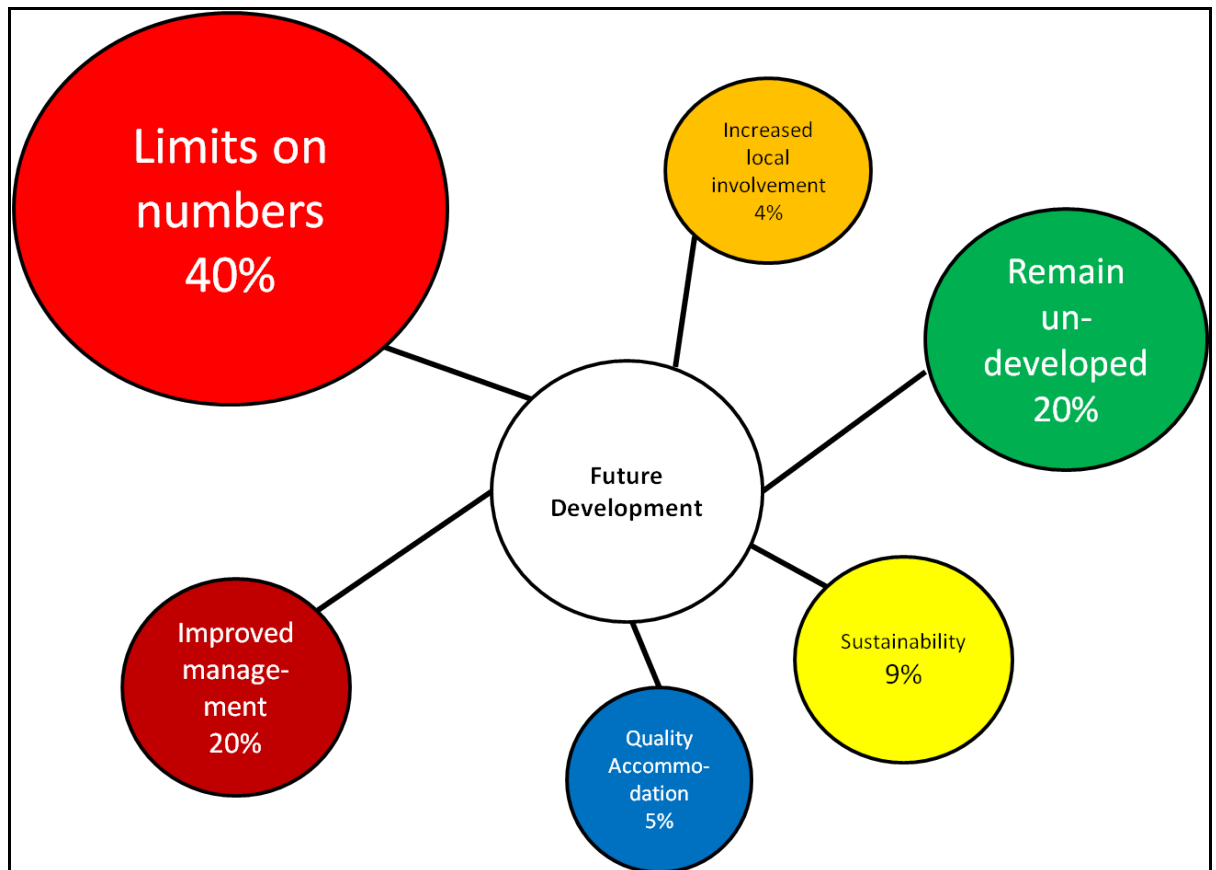 Limits on
numbers
40%
Increased
local
involvement
4%
Remain
un-
developed
20%
Future
Development
Improved
manage-
ment
20%
Sustainability
9%
Quality
Accommo-
dation
5%